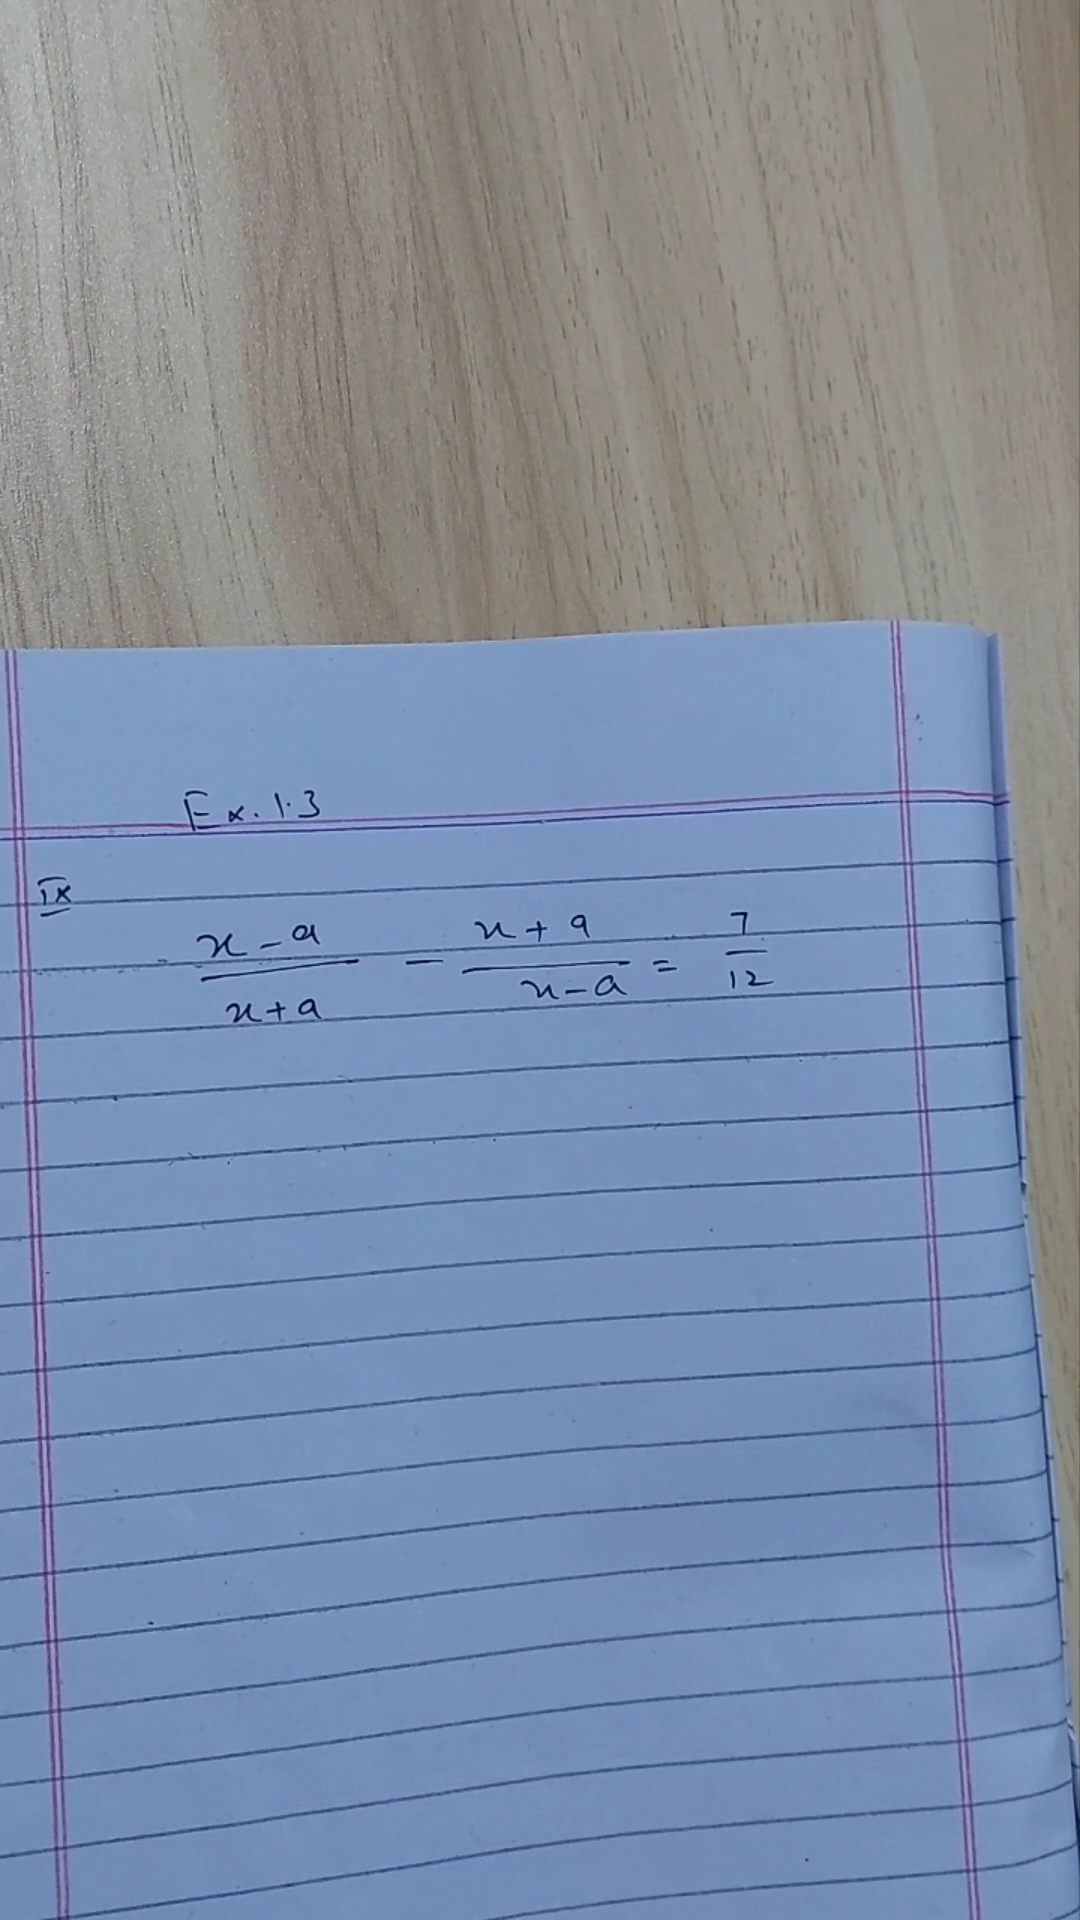 Ex. 1.3
ix
x - a / x + a - x + a / x - a = 7 / 12